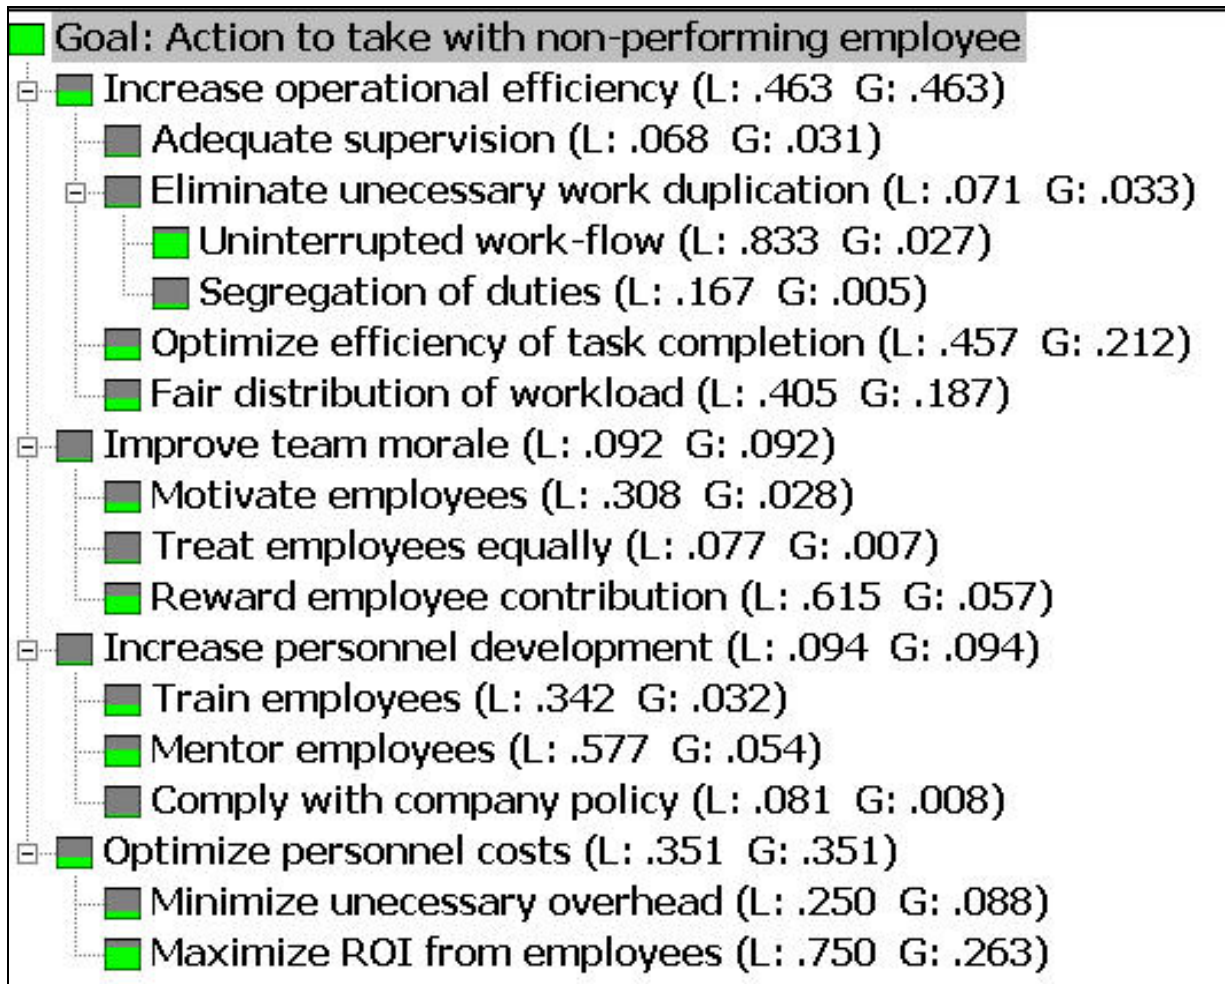 Goal: Action to take with non-performing employee
Increase operational efficiency (L: .463 G: .463)
Adequate supervision (L: .068 G: .031)
Eliminate unecessary work duplication (L: .071 G: .033)
Uninterrupted work-flow (L: .833 G: .027)
Segregation of duties (L: .167 G: .005)
Optimize efficiency of task completion (L: .457 G: .212)
Fair distribution of workload (L: .405 G: .187)
Improve team morale (L: .092 G: .092)
Motivate employees (L: .308 G: .028)
Treat employees equally (L: .077 G: .007)
Reward employee contribution (L: .615 G: .057)
Increase personnel development (L: .094 G: .094)
Train employees (L: .342 G: .032)
Mentor employees (L: .577 G: .054)
Comply with company policy (L: .081 G: .008)
Optimize personnel costs (L: .351 G: .351)
Minimize unecessary overhead (L: .250 G: .088)
Maximize ROI from employees (L: .750 G: .263)